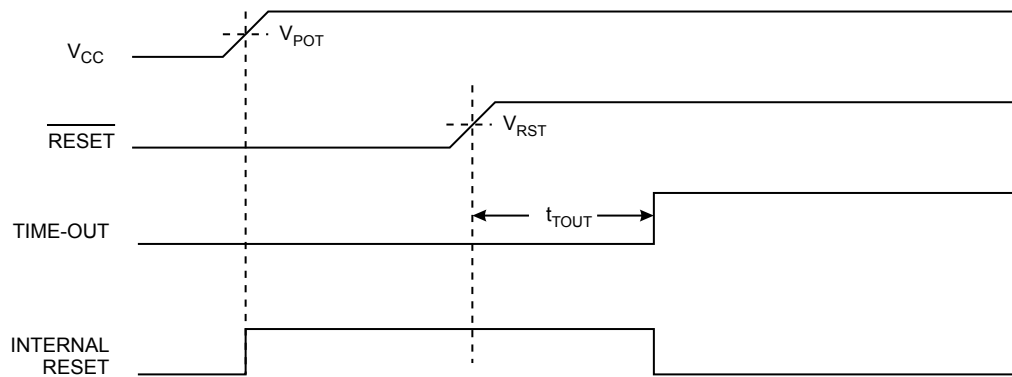 V_CC
V_POT
RESET
V_RST
TIME-OUT
t_TOUT
INTERNAL
RESET